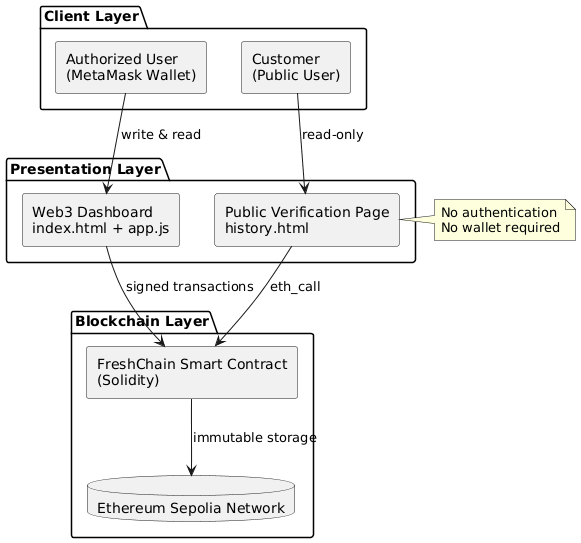 Client Layer
Authorized User
(MetaMask Wallet)
Customer
(Public User)
write & read
read-only
Presentation Layer
Web3 Dashboard
index.html + app.js
Public Verification Page
history.html
No authentication
No wallet required
signed transactions
eth_call
Blockchain Layer
FreshChain Smart Contract
(Solidity)
immutable storage
Ethereum Sepolia Network